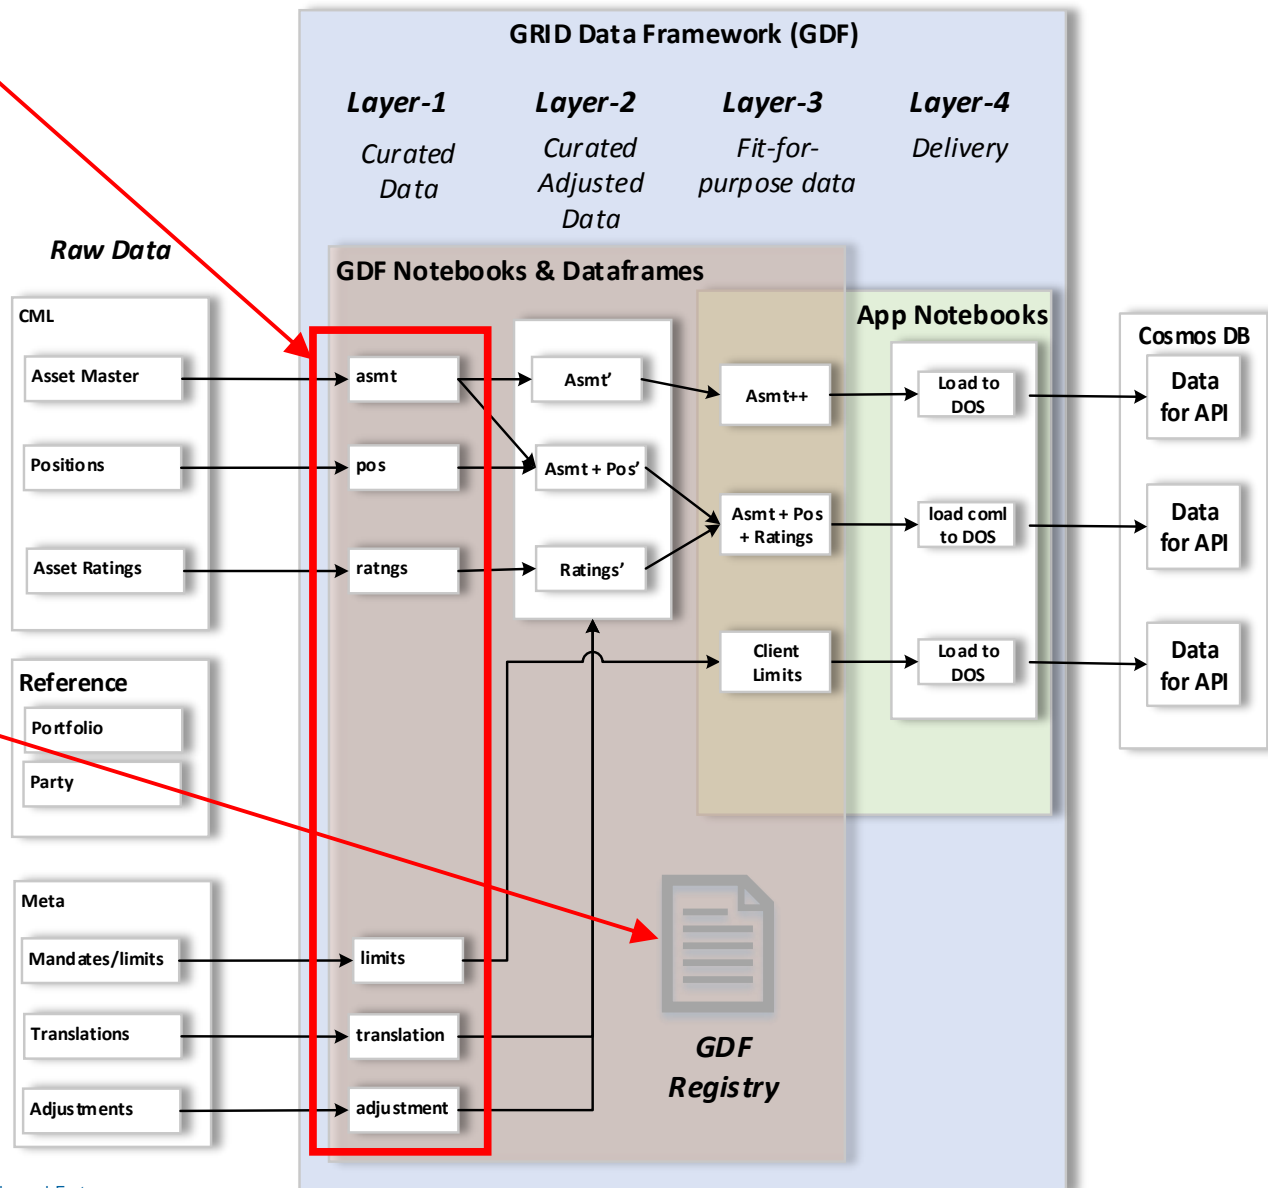 GRID Data Framework (GDF)
Layer-1
Curated
Data
Layer-2
Curated
Adjusted
Data
Layer-3
Fit-for-
purpose data
Layer-4
Delivery
Raw Data
GDF Notebooks & Dataframes
App Notebooks
CML
Asset Master
Positions
Asset Ratings
asmt
pos
ratngs
Asmt’
Asmt + Pos’
Ratings’
Asmt++
Asmt + Pos
+ Ratings
Client
Limits
Load to
DOS
load coml
to DOS
Load to
DOS
Cosmos DB
Data
for API
Data
for API
Data
for API
Reference
Portfolio
Party
Meta
Mandates/limits
Translations
Adjustments
limits
translation
adjustment
GDF
Registry